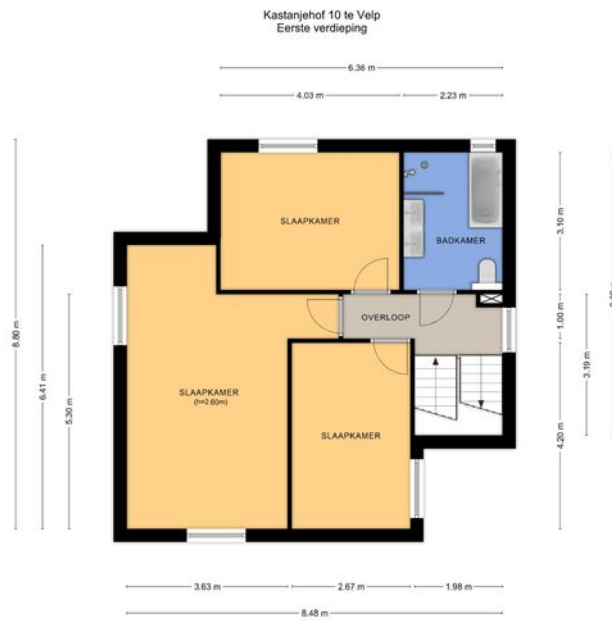 Kastanjehof 10 te Velp
Eerste verdieping
6.36 m
4.03 m
2.23 m
SLAAPKAMER
BADKAMER
OVERLOOP
SLAAPKAMER
(h=2.60m)
SLAAPKAMER
8.80 m
6.41 m
5.30 m
3.10 m
1.00 m
3.19 m
4.20 m
3.63 m
2.67 m
1.98 m
8.48 m